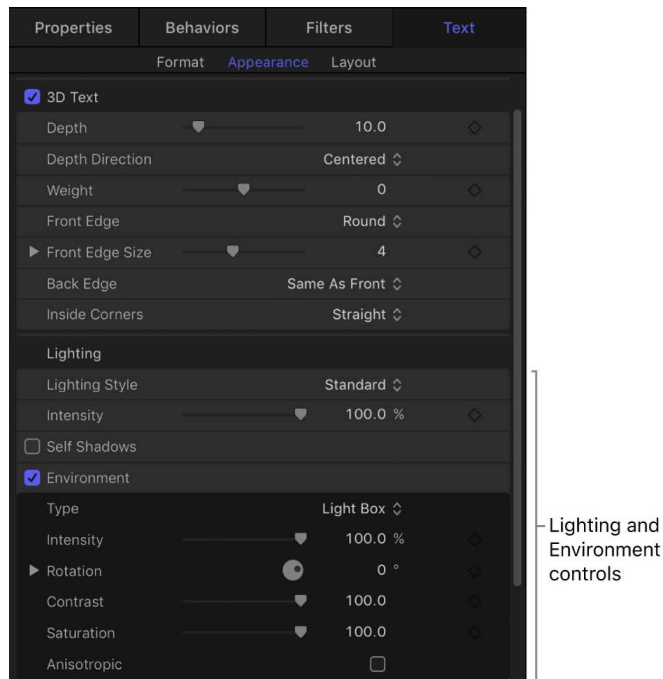 Properties Behaviors Filters Text
Format Appearance Layout
3D Text
Depth 10.0
Depth Direction Centered
Weight 0
Front Edge Round
Front Edge Size 4
Back Edge Same As Front
Inside Corners Straight
Lighting
Lighting Style Standard
Intensity 100.0 %
Self Shadows
Environment
Type Light Box
Intensity 100.0 %
Rotation 0 °
Contrast 100.0
Saturation 100.0
Anisotropic
Lighting and
Environment
controls